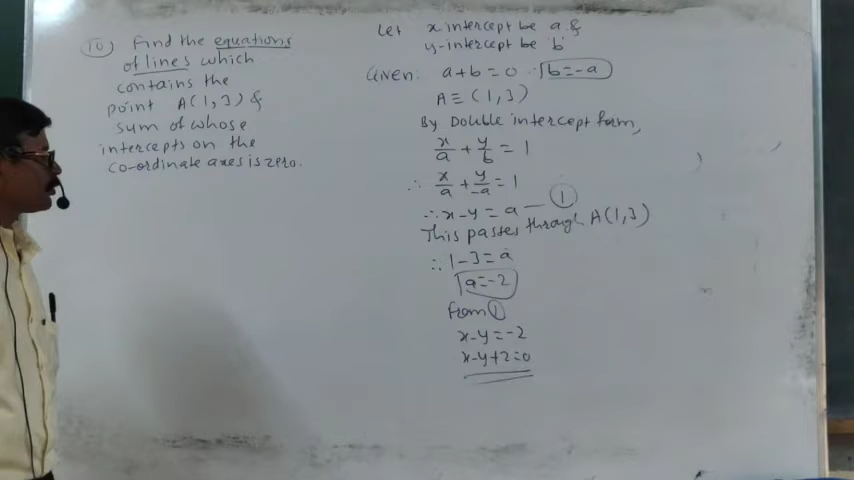 10) Find the equations
of lines which
contains the
point A(1,3) &
sum of whose
intercepts on the
co-ordinate axes is zero.
Let x intercept be a &
y-intercept be b
Given: a+b=0 ∴ b=-a
A≡(1,3)
By Double intercept form,
x/a + y/b = 1
∴ x/a + y/-a = 1
∴ x-y=a — ①
This passes through A(1,3)
∴ 1-3=a
a=-2
From ①
x-y=-2
x-y+2=0